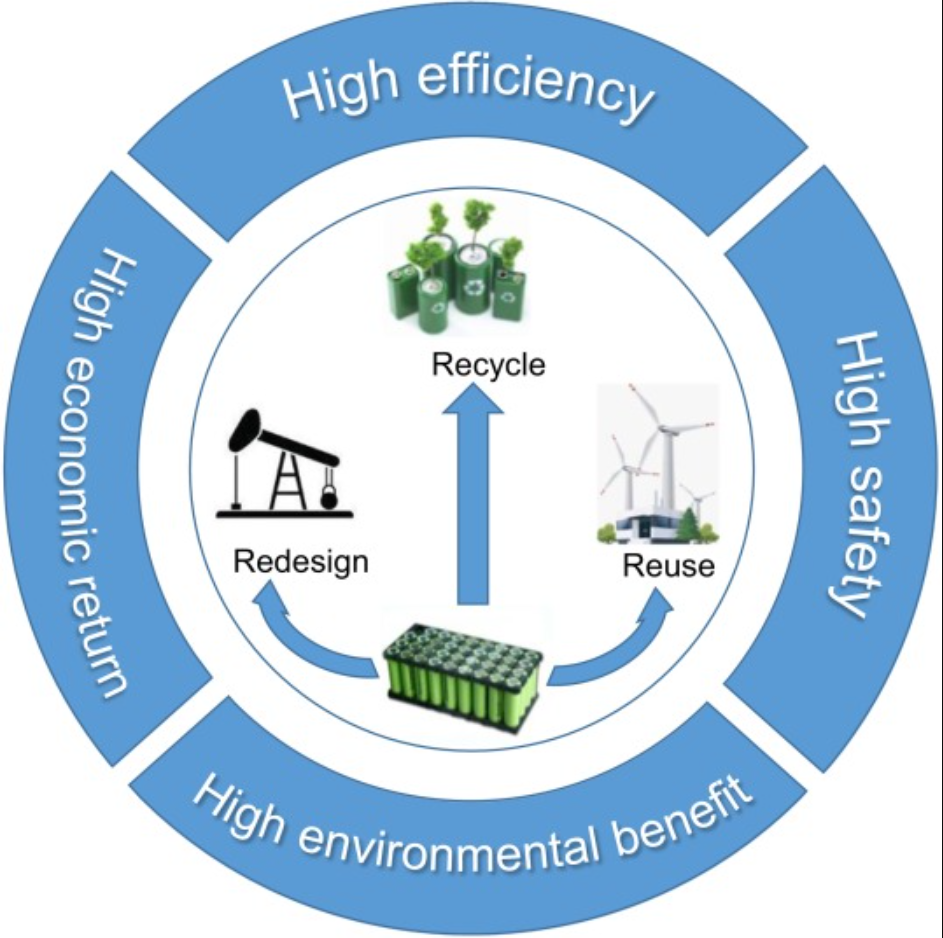 High efficiency
Recycle
High economic return
High safety
Redesign
Reuse
High environmental benefit